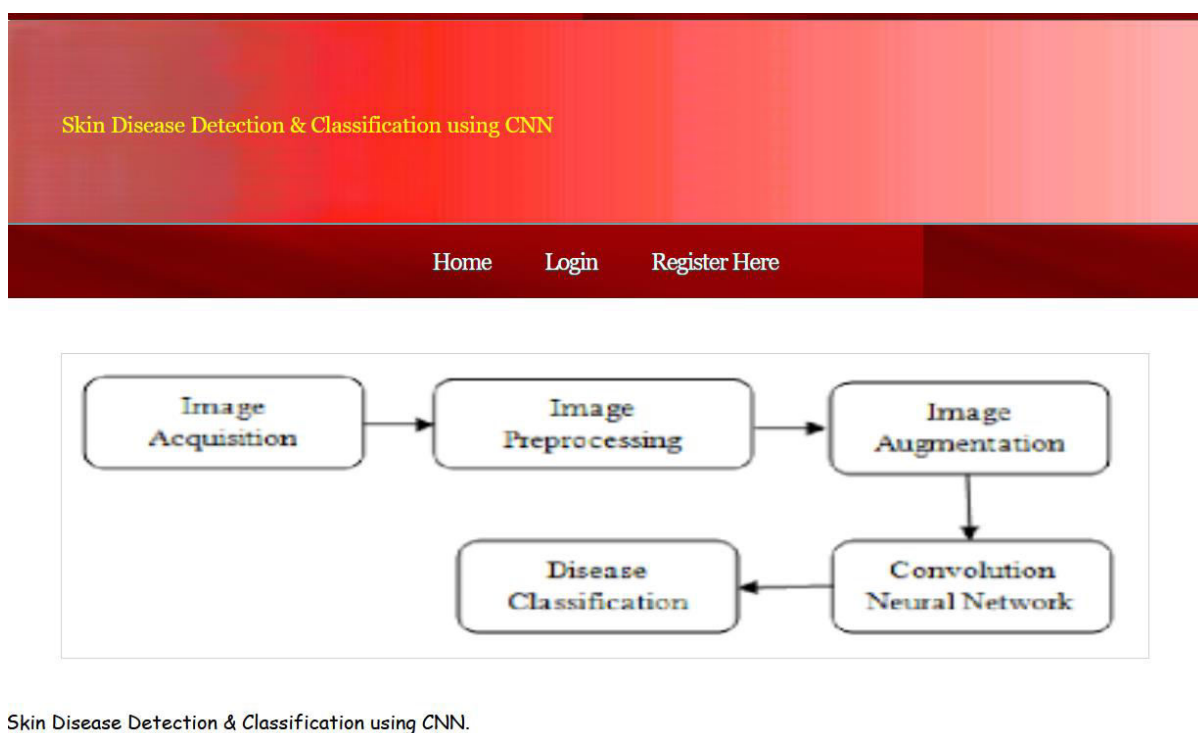 Skin Disease Detection & Classification using CNN
Home Login Register Here
Image
Acquisition
Image
Preprocessing
Image
Augmentation
Convolution
Neural Network
Disease
Classification
Skin Disease Detection & Classification using CNN.